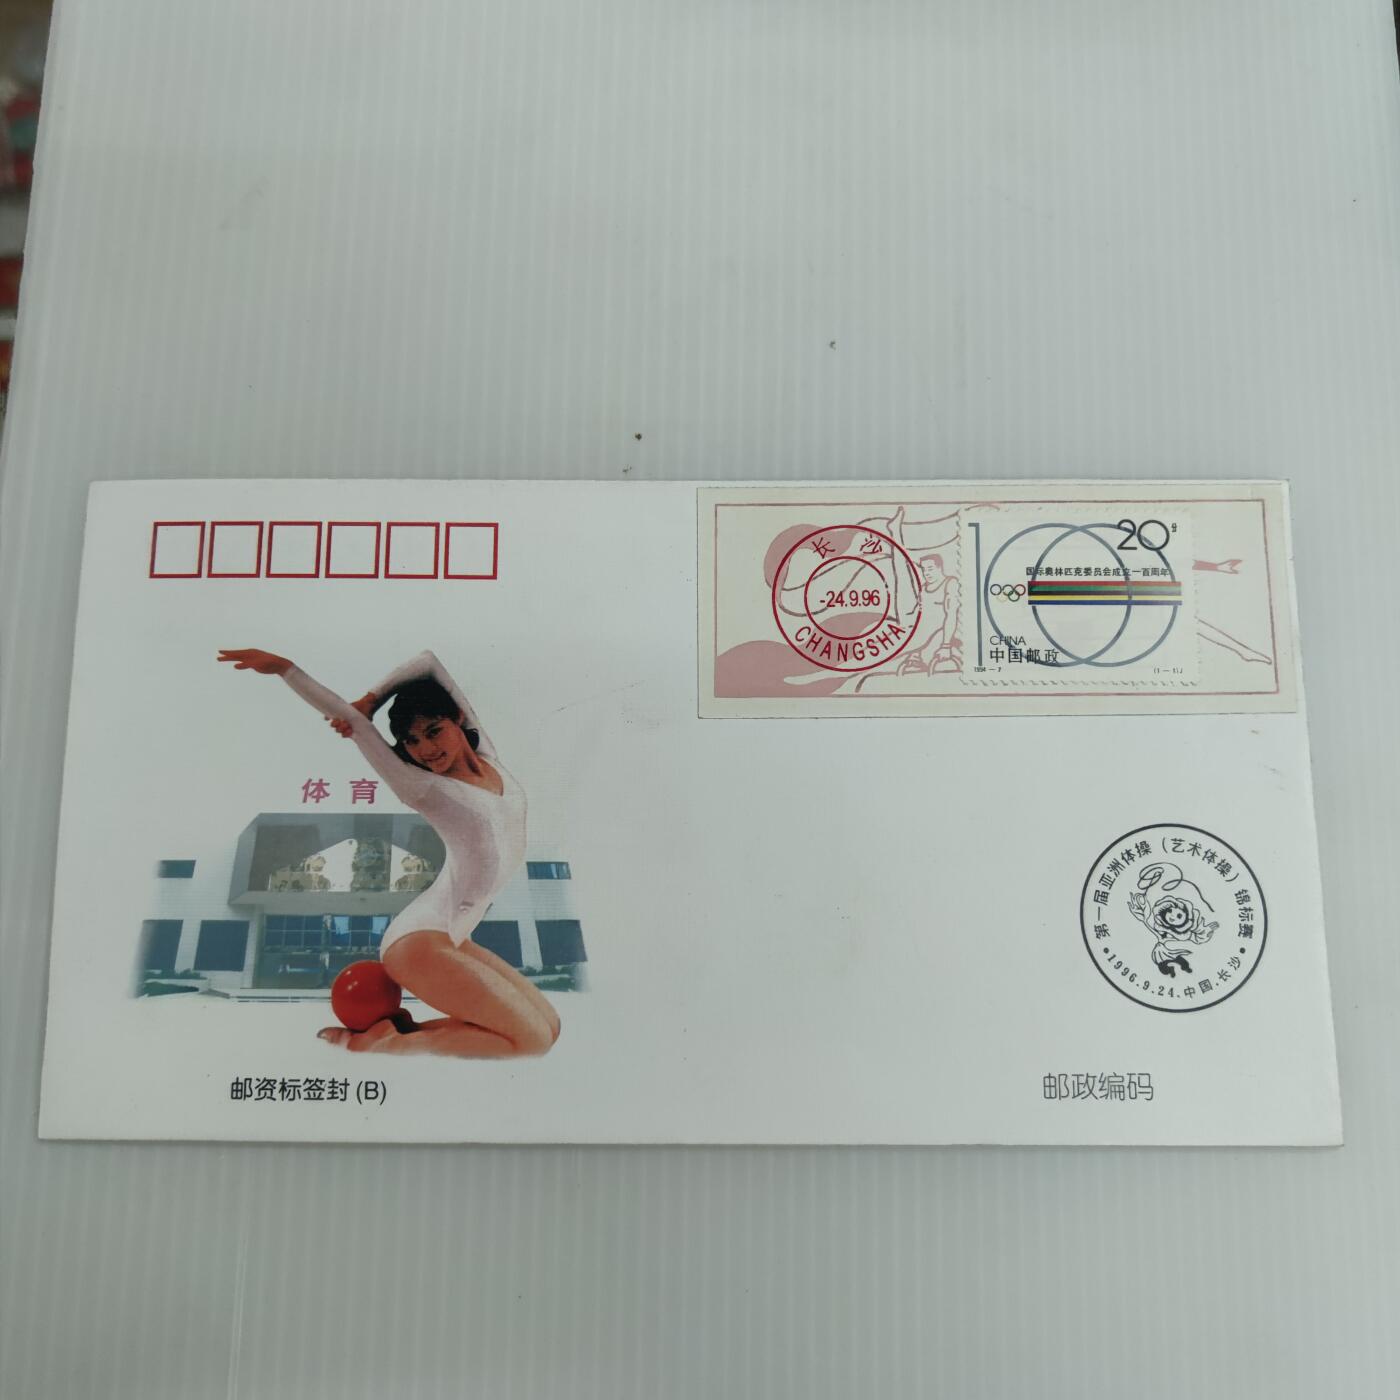 长沙
-24.9.96
CHANGSHA
20分
国际奥林匹克委员会成立一百周年
CHINA
中国邮政
1994-7
(1-1)J
体育
第一届亚洲体操(艺术体操)锦标赛
1996.9.24.中国.长沙
邮资标签封(B)
邮政编码